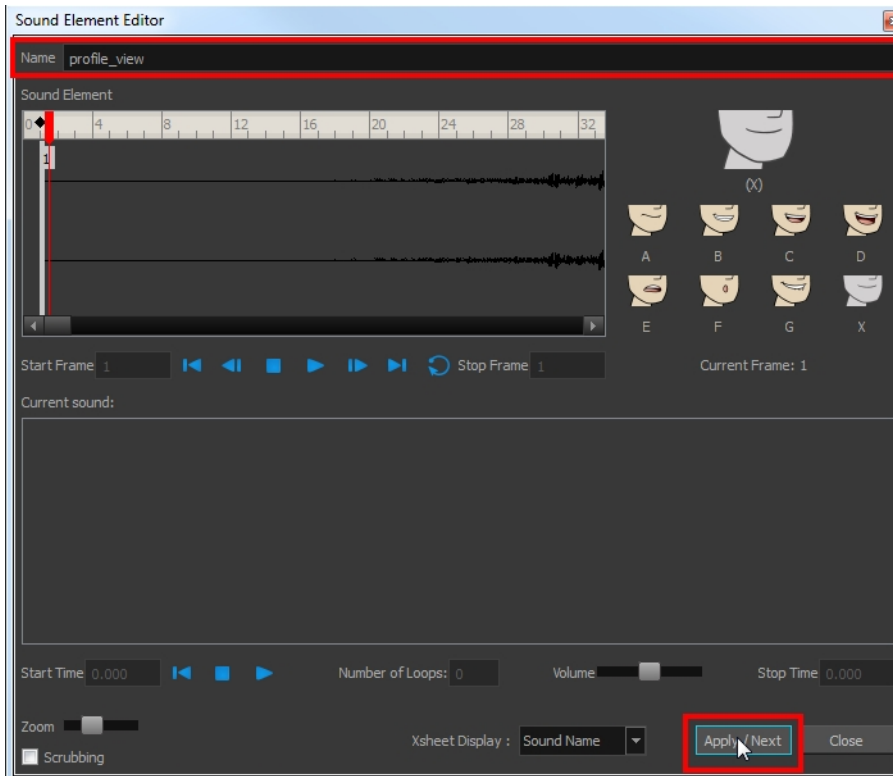 Sound Element Editor
Name profile_view
Sound Element
0 4 8 12 16 20 24 28 32
1
(X)
A B C D
E F G X
Start Frame 1 Stop Frame 1 Current Frame: 1
Current sound:
Start Time 0.000 Number of Loops: 0 Volume Stop Time 0.000
Zoom
Xsheet Display : Sound Name Apply / Next Close
Scrubbing